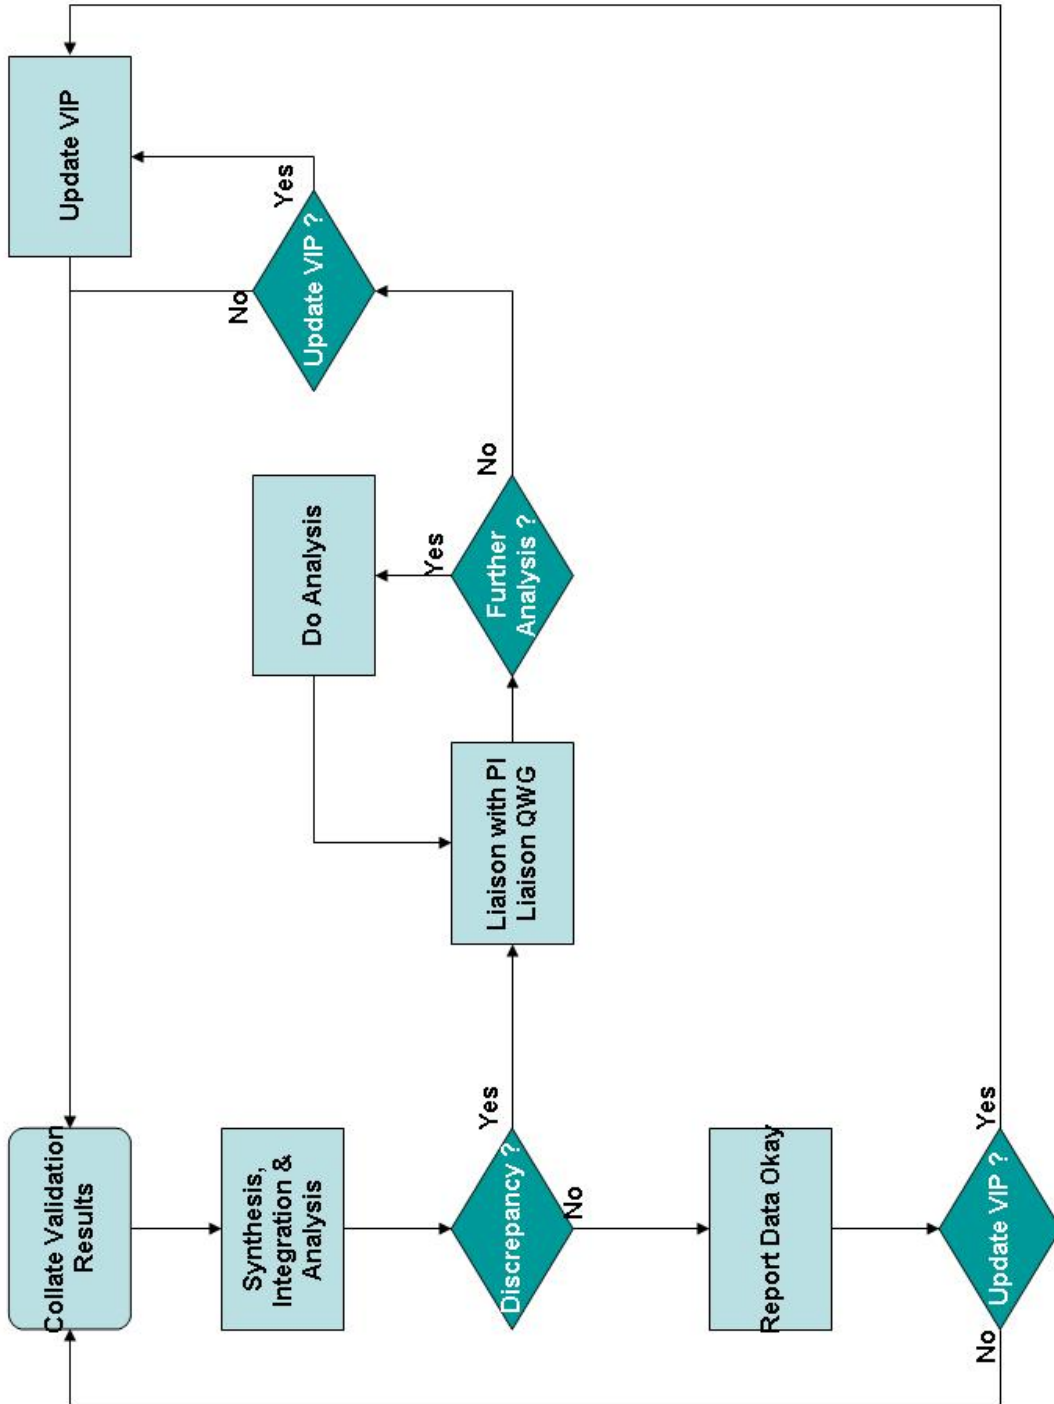 Collate Validation
Results
Synthesis,
Integration &
Analysis
Discrepancy ?
Yes
No
Report Data Okay
Update VIP ?
Yes
No
Liaison with PI
Liaison QWG
Further
Analysis ?
Yes
No
Do Analysis
Update VIP ?
Yes
No
Update VIP